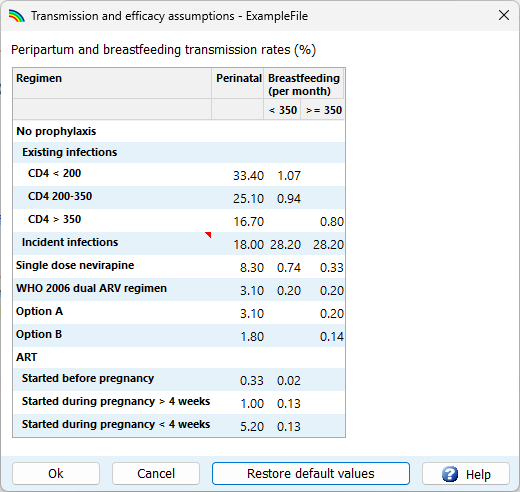 Transmission and efficacy assumptions - ExampleFile
Peripartum and breastfeeding transmission rates (%)
Regimen Perinatal Breastfeeding (per month)
< 350 >= 350
No prophylaxis
Existing infections
CD4 < 200 33.40 1.07
CD4 200-350 25.10 0.94
CD4 > 350 16.70 0.80
Incident infections 18.00 28.20 28.20
Single dose nevirapine 8.30 0.74 0.33
WHO 2006 dual ARV regimen 3.10 0.20 0.20
Option A 3.10 0.20
Option B 1.80 0.14
ART
Started before pregnancy 0.33 0.02
Started during pregnancy > 4 weeks 1.00 0.13
Started during pregnancy < 4 weeks 5.20 0.13
Ok Cancel Restore default values Help